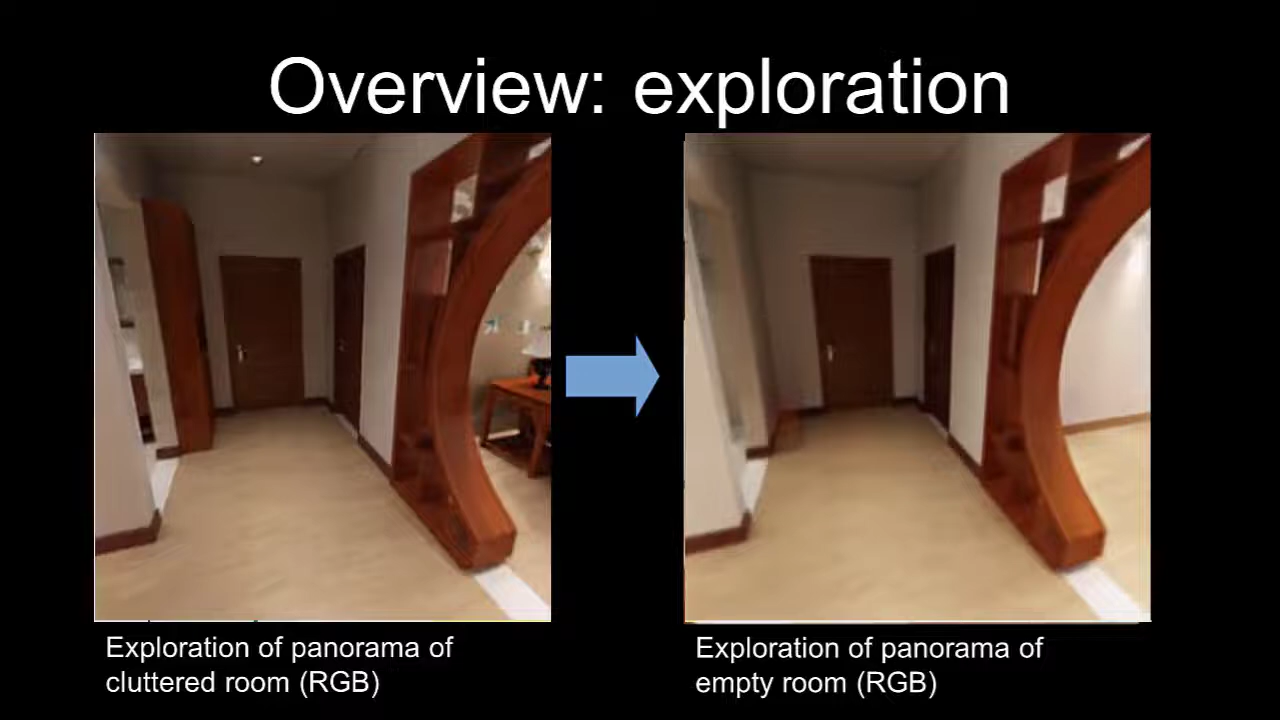 Overview: exploration
Exploration of panorama of
cluttered room (RGB)
Exploration of panorama of
empty room (RGB)